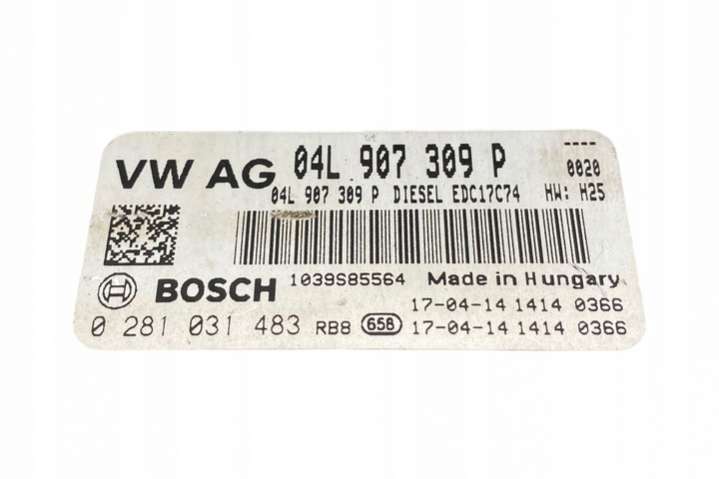 ----
VW AG 04L 907 309 P 0020
04L 907 309 P DIESEL EDC17C74 HW: H25
1039S85564 Made in Hungary
BOSCH 17-04-14 1414 0366
0 281 031 483 RB8 658 17-04-14 1414 0366